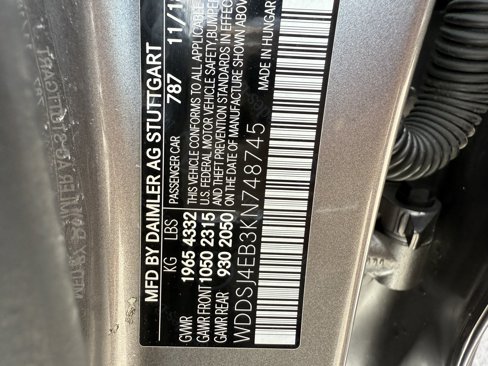 MFD BY DAIMLER AG STUTTGART
KG LBS 787 11/1
PASSENGER CAR
GVWR 1965 4332
GAWR FRONT 1050 2315
GAWR REAR 930 2050
THIS VEHICLE CONFORMS TO ALL APPLICABLE
U.S. FEDERAL MOTOR VEHICLE SAFETY, BUMPER
AND THEFT PREVENTION STANDARDS IN EFFECT
ON THE DATE OF MANUFACTURE SHOWN ABOVE
WDDSJ4EB3KN748745
MADE IN HUNGAR